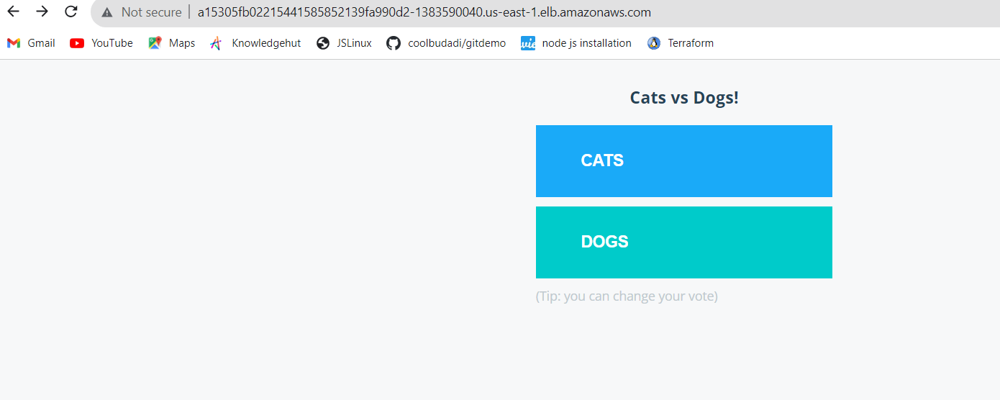 Not secure | a15305fb02215441585852139fa990d2-1383590040.us-east-1.elb.amazonaws.com
Gmail YouTube Maps Knowledgehut JSLinux coolbudadi/gitdemo node js installation Terraform
Cats vs Dogs!
CATS
DOGS
(Tip: you can change your vote)